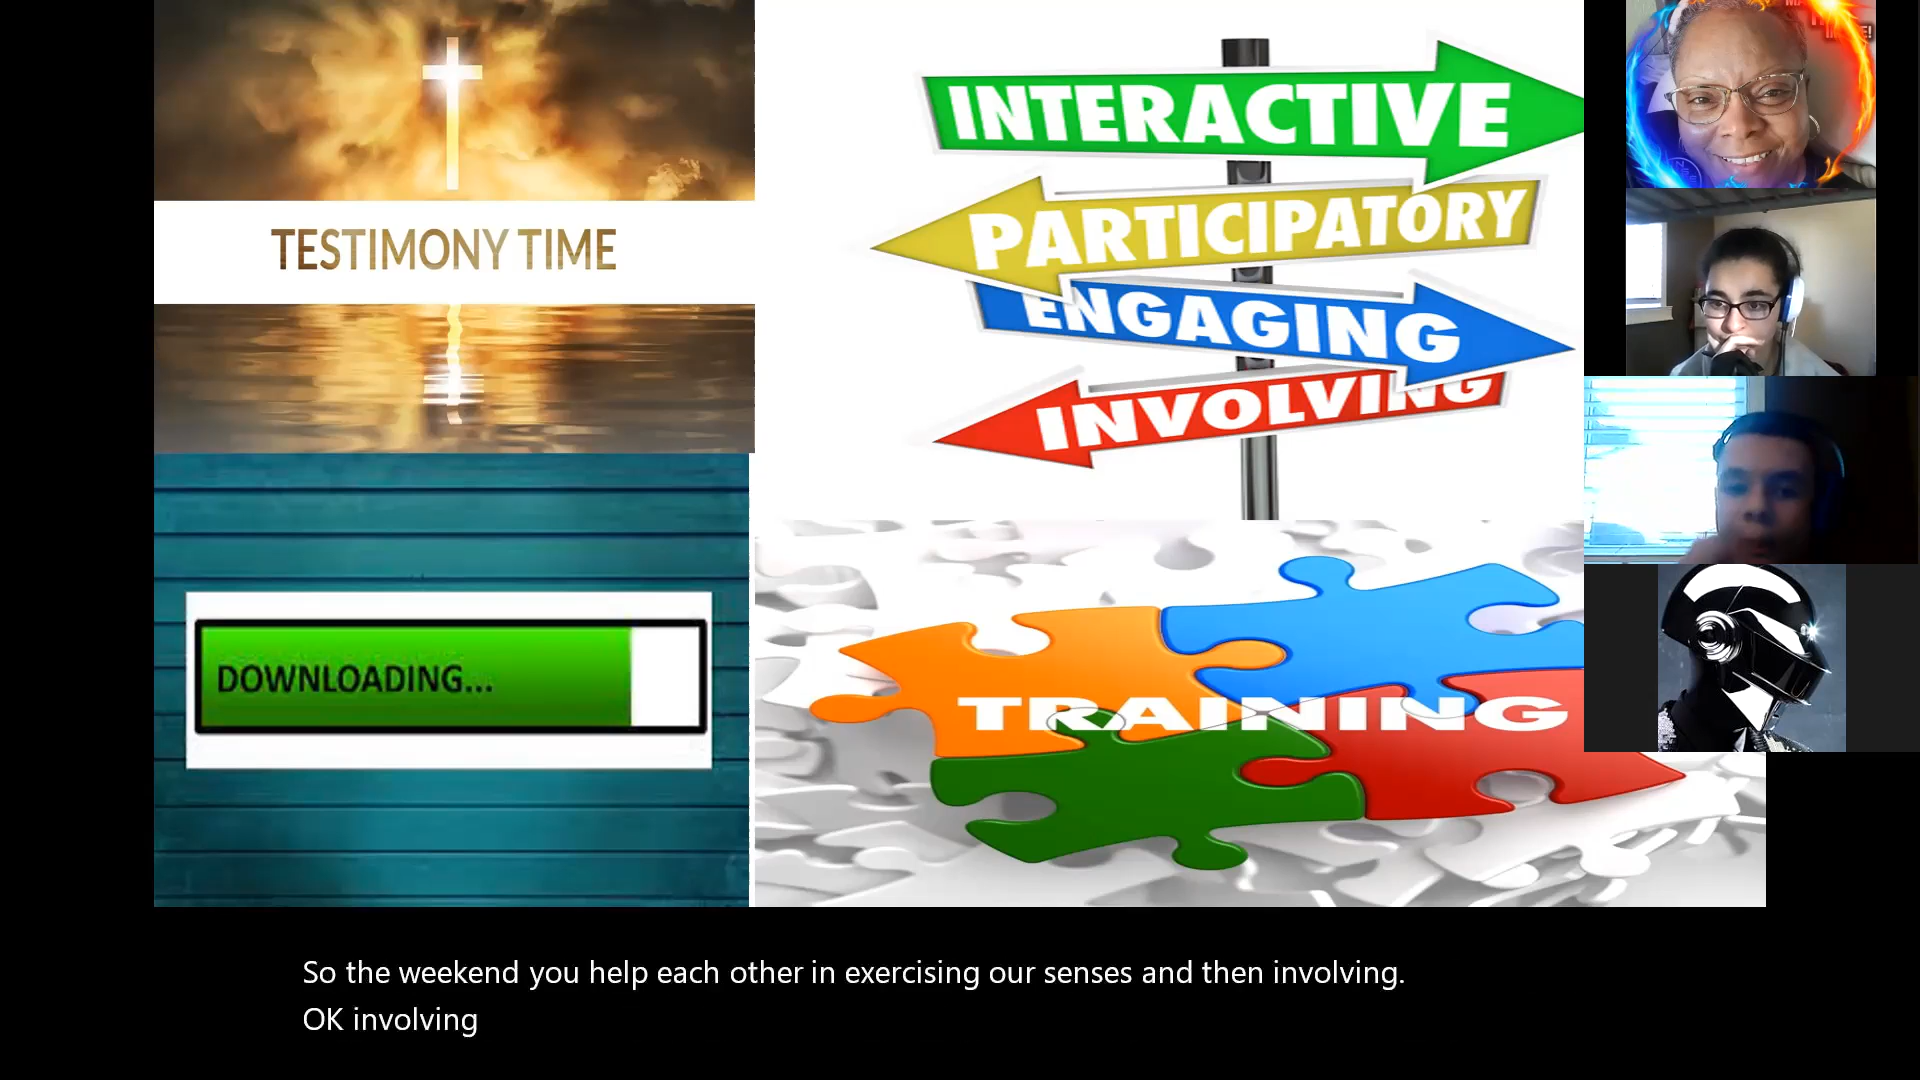 TESTIMONY TIME
INTERACTIVE
PARTICIPATORY
ENGAGING
INVOLVING
DOWNLOADING...
TRAINING
So the weekend you help each other in exercising our senses and then involving.
OK involving